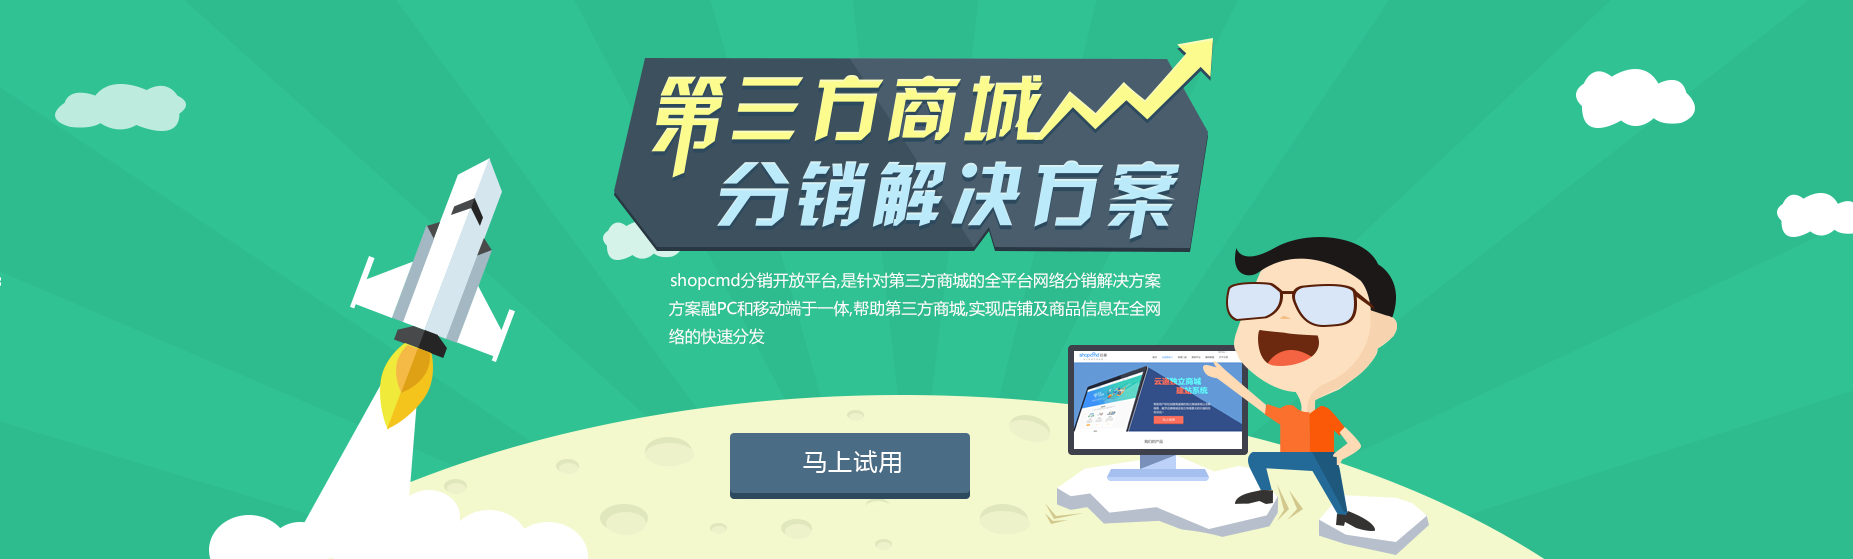 第三方商城
分销解决方案
shopcmd分销开放平台,是针对第三方商城的全平台网络分销解决方案
方案融PC和移动端于一体,帮助第三方商城,实现店铺及商品信息在全网
络的快速分发
马上试用
shopcmd
云端独立商城
建站系统
我们的产品